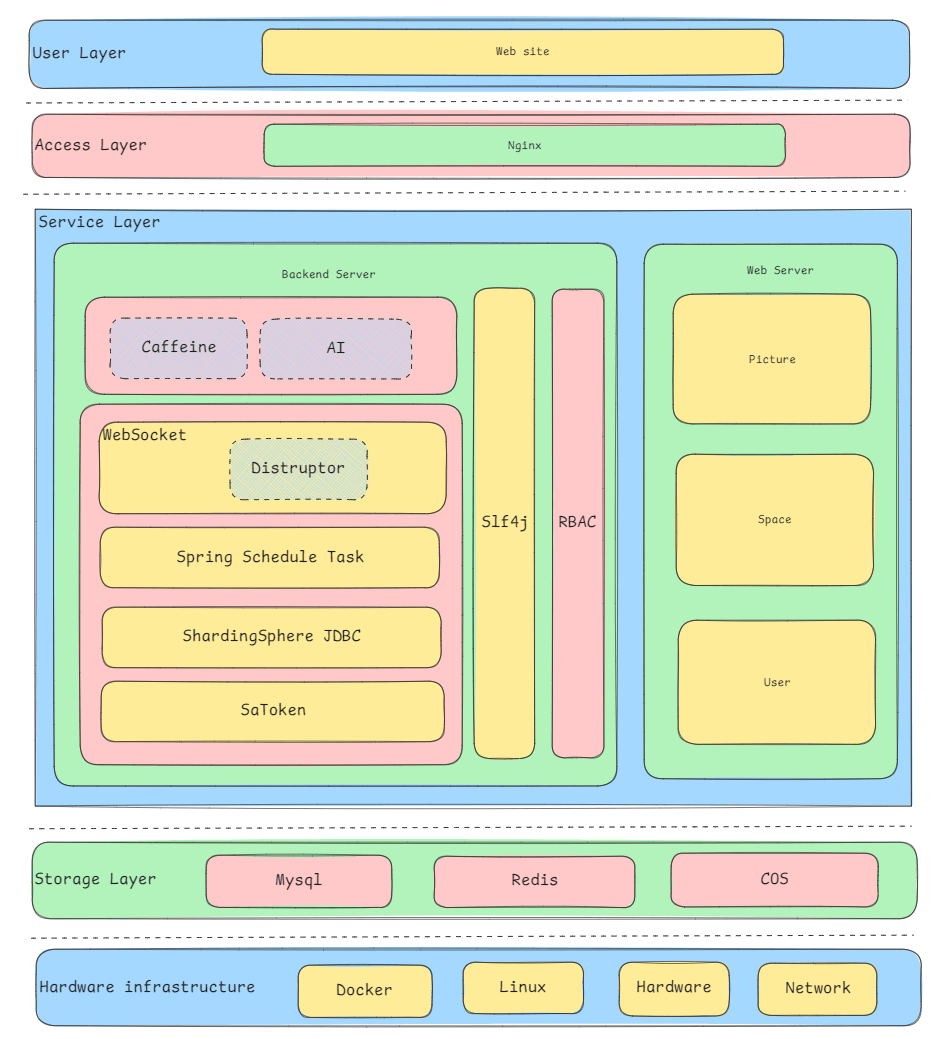 User Layer
Web site
Access Layer
Nginx
Service Layer
Backend Server
Caffeine
AI
WebSocket
Distruptor
Spring Schedule Task
ShardingSphere JDBC
SaToken
Slf4j
RBAC
Web Server
Picture
Space
User
Storage Layer
Mysql
Redis
COS
Hardware infrastructure
Docker
Linux
Hardware
Network